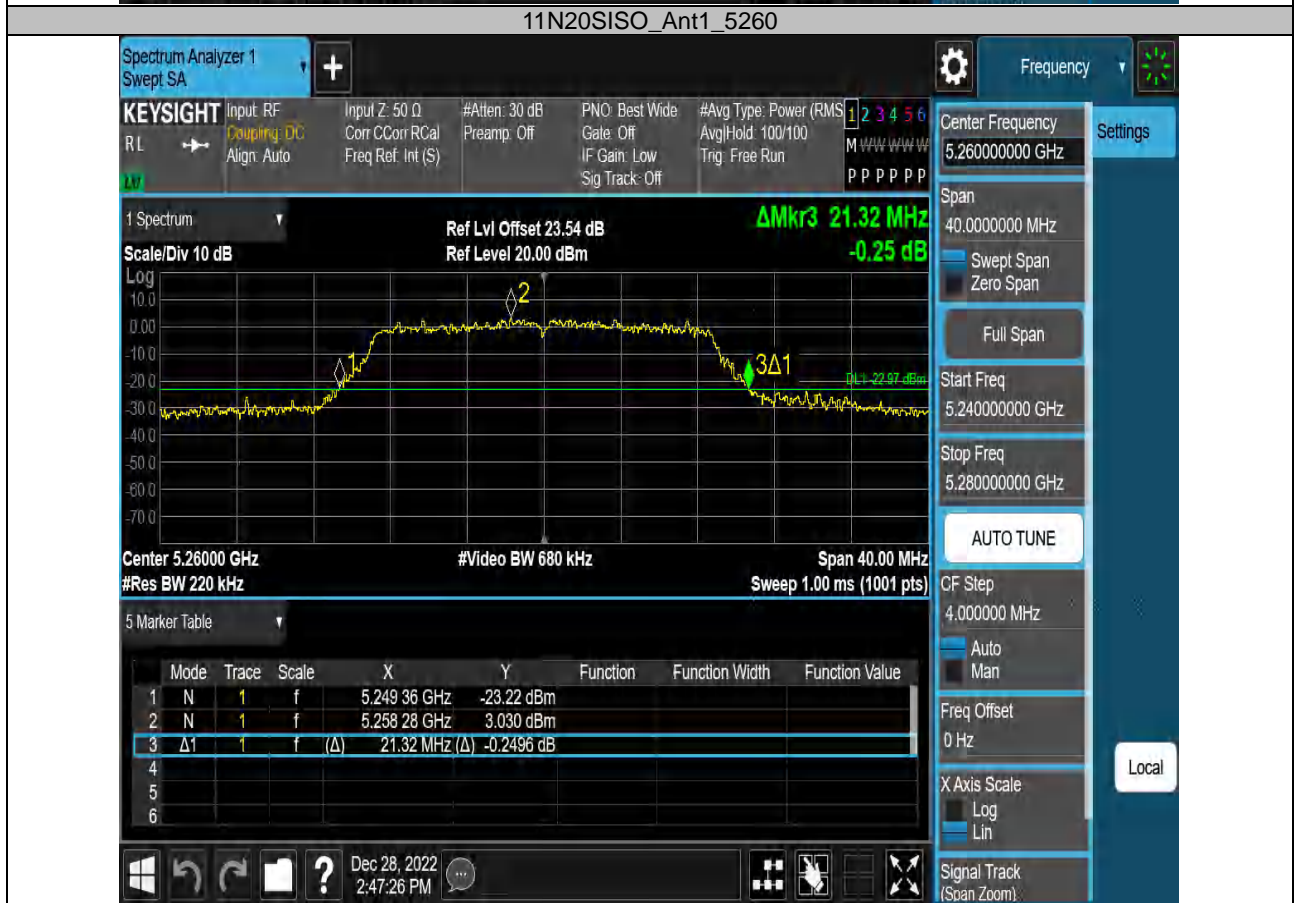 11N20SISO_Ant1_5260
Spectrum Analyzer 1
Swept SA
+
Frequency
KEYSIGHT
RL
Input: RF
Coupling: DC
Align: Auto
Input Z: 50 Ω
Corr CCorr RCal
Freq Ref: Int (S)
#Atten: 30 dB
Preamp: Off
PNO: Best Wide
Gate: Off
IF Gain: Low
Sig Track: Off
#Avg Type: Power (RMS
Avg|Hold: 100/100
Trig: Free Run
1 2 3 4 5 6
M W W W W W
P P P P P P
1 Spectrum
Scale/Div 10 dB
Ref Lvl Offset 23.54 dB
Ref Level 20.00 dBm
ΔMkr3 21.32 MHz
-0.25 dB
Log
10.0
0.00
-10.0
-20.0
-30.0
-40.0
-50.0
-60.0
-70.0
1
2
3Δ1
DL1 -22.97 dBm
Center 5.26000 GHz
#Video BW 680 kHz
Span 40.00 MHz
#Res BW 220 kHz
Sweep 1.00 ms (1001 pts)
5 Marker Table
Mode Trace Scale X Y Function Function Width Function Value
1 N 1 f 5.249 36 GHz -23.22 dBm
2 N 1 f 5.258 28 GHz 3.030 dBm
3 Δ1 1 f (Δ) 21.32 MHz (Δ) -0.2496 dB
4
5
6
?
Dec 28, 2022
2:47:26 PM
Center Frequency
5.260000000 GHz
Settings
Span
40.0000000 MHz
Swept Span
Zero Span
Full Span
Start Freq
5.240000000 GHz
Stop Freq
5.280000000 GHz
AUTO TUNE
CF Step
4.000000 MHz
Auto
Man
Freq Offset
0 Hz
Local
X Axis Scale
Log
Lin
Signal Track
(Span Zoom)